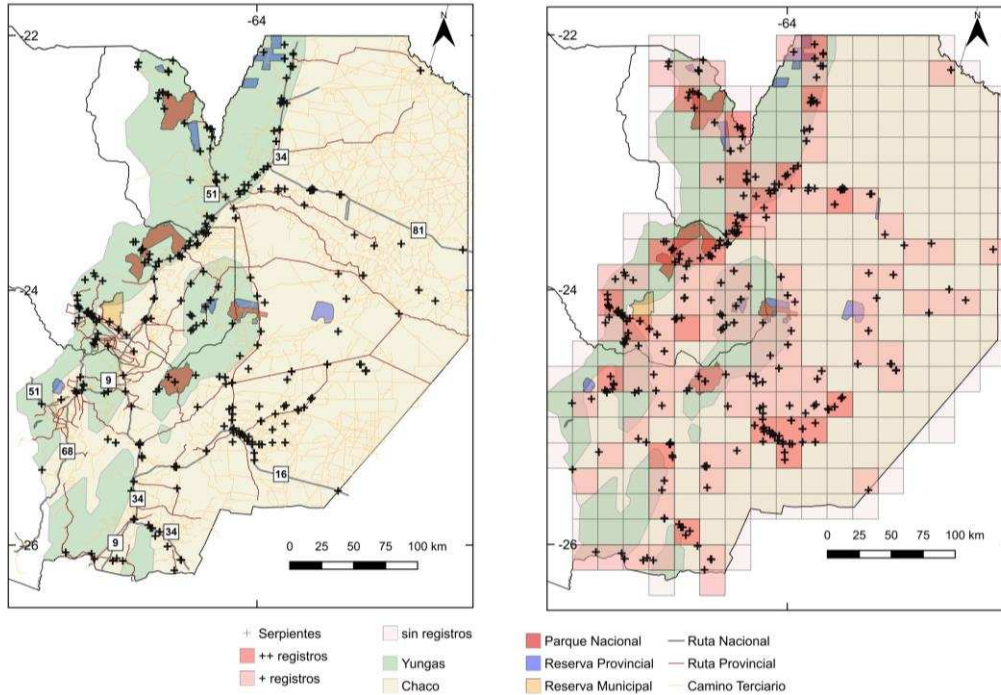 -64
N
-22
34
51
81
-24
9
51
68
16
34
34
9
-26
0 25 50 75 100 km
-64
N
-22
-24
-26
0 25 50 75 100 km
Serpientes
++ registros
+ registros
sin registros
Yungas
Chaco
Parque Nacional
Reserva Provincial
Reserva Municipal
Ruta Nacional
Ruta Provincial
Camino Terciario